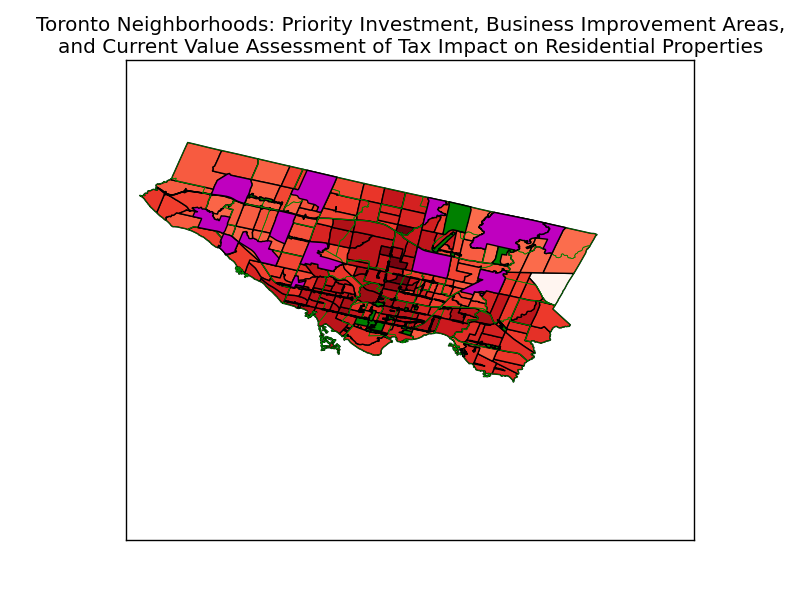 Toronto Neighborhoods: Priority Investment, Business Improvement Areas,
and Current Value Assessment of Tax Impact on Residential Properties